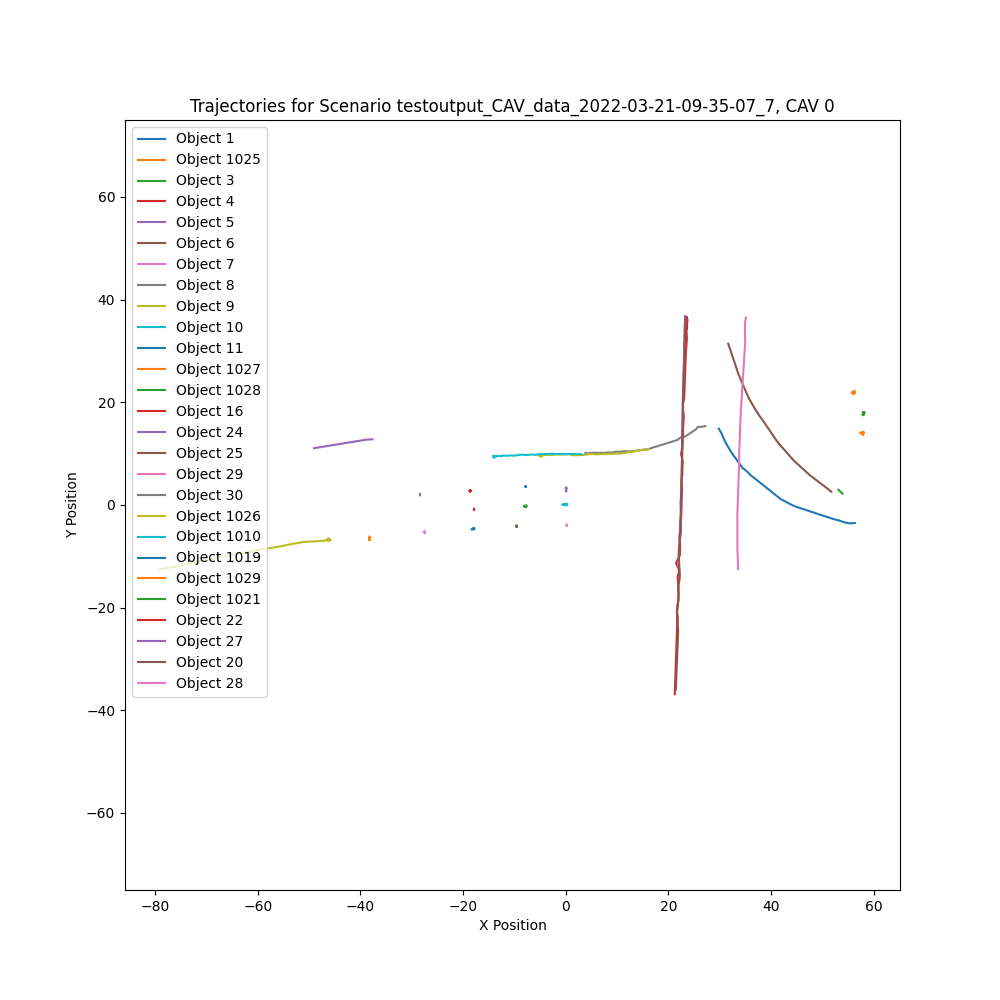 Trajectories for Scenario testoutput_CAV_data_2022-03-21-09-35-07_7, CAV 0
Object 1
Object 1025
Object 3
Object 4
Object 5
Object 6
Object 7
Object 8
Object 9
Object 10
Object 11
Object 1027
Object 1028
Object 16
Object 24
Object 25
Object 29
Object 30
Object 1026
Object 1010
Object 1019
Object 1029
Object 1021
Object 22
Object 27
Object 20
Object 28
Y Position
60
40
20
0
−20
−40
−60
−80
−60
−40
−20
0
20
40
60
X Position